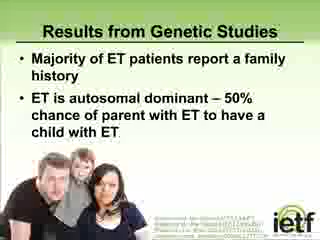 Results from Genetic Studies
• Majority of ET patients report a family
history
• ET is autosomal dominant – 50%
chance of parent with ET to have a
child with ET
ietf